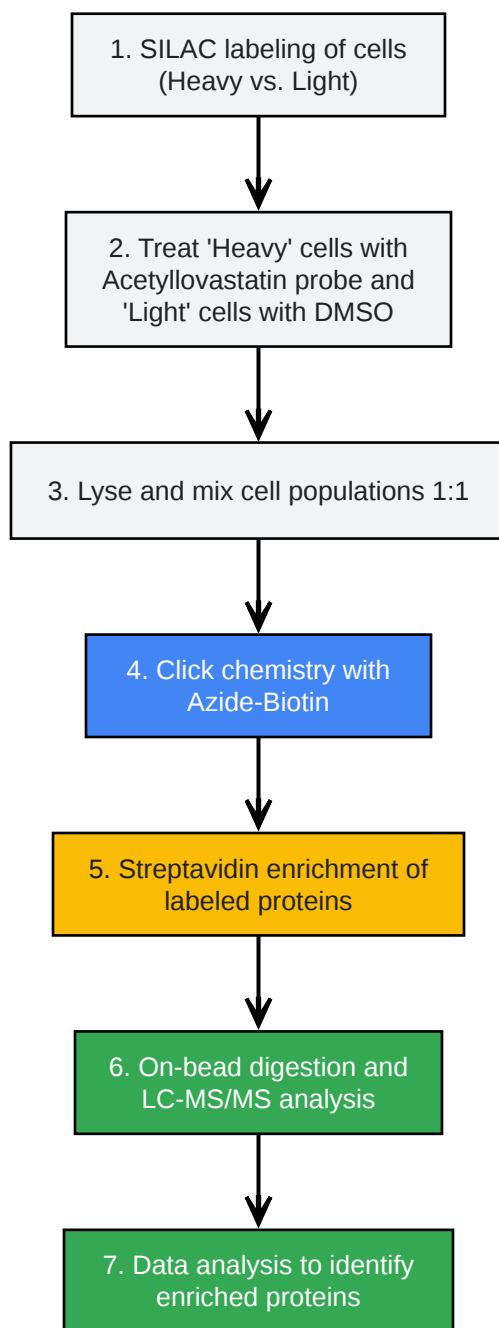 1. SILAC labeling of cells
(Heavy vs. Light)
2. Treat 'Heavy' cells with
Acetyllovastatin probe and
'Light' cells with DMSO
3. Lyse and mix cell populations 1:1
4. Click chemistry with
Azide-Biotin
5. Streptavidin enrichment of
labeled proteins
6. On-bead digestion and
LC-MS/MS analysis
7. Data analysis to identify
enriched proteins